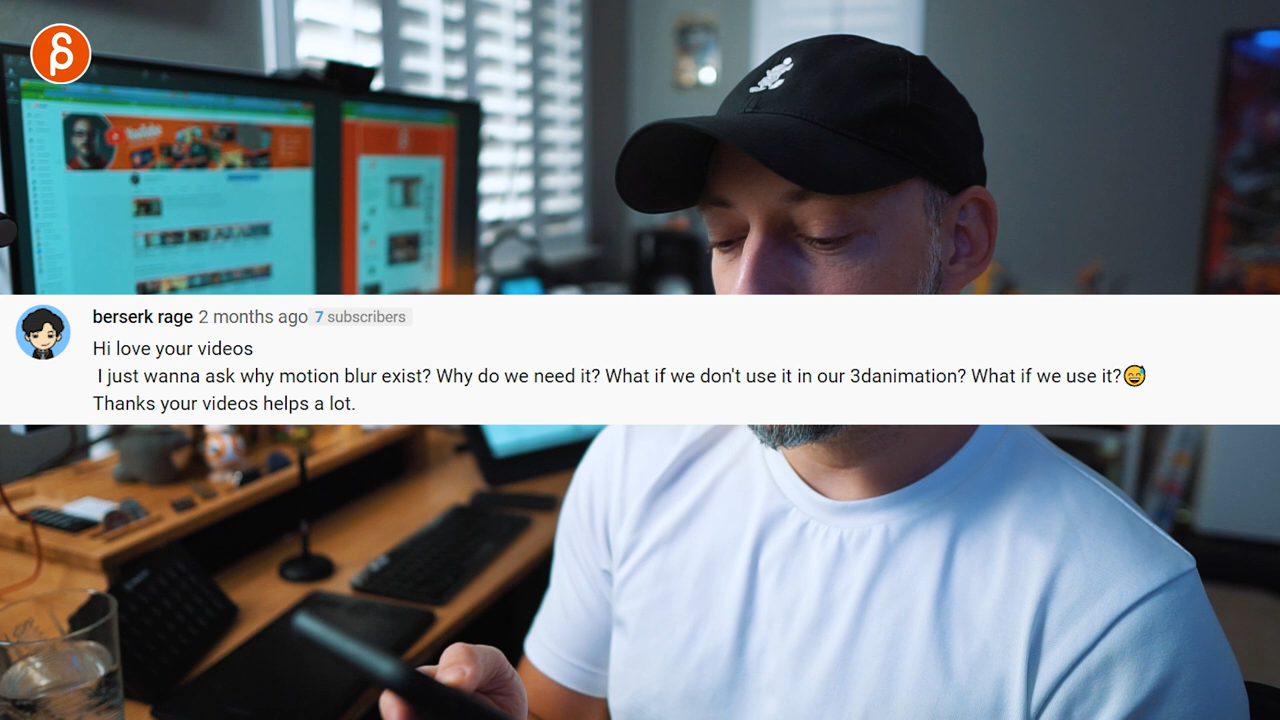 berserk rage 2 months ago 7 subscribers
Hi love your videos
I just wanna ask why motion blur exist? Why do we need it? What if we don't use it in our 3danimation? What if we use it?😅
Thanks your videos helps a lot.